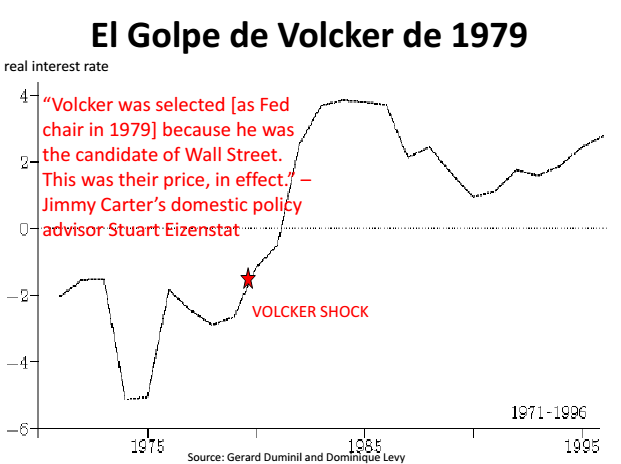 El Golpe de Volcker de 1979
real interest rate
4
“Volcker was selected [as Fed
chair in 1979] because he was
the candidate of Wall Street.
This was their price, in effect.” –
Jimmy Carter’s domestic policy
advisor Stuart Eizenstat
2
0
−2
VOLCKER SHOCK
−4
1971-1996
−6
1975
1985
1995
Source: Gerard Duminil and Dominique Levy